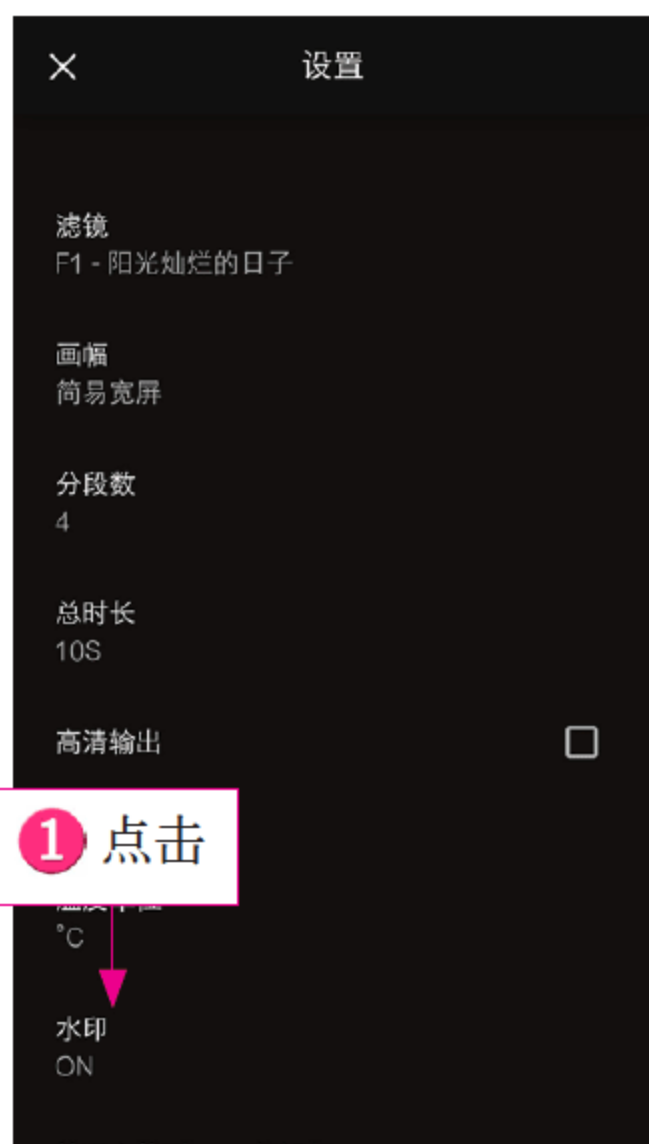 设置
滤镜
F1 - 阳光灿烂的日子
画幅
简易宽屏
分段数
4
总时长
10S
高清输出
1 点击
°C
水印
ON